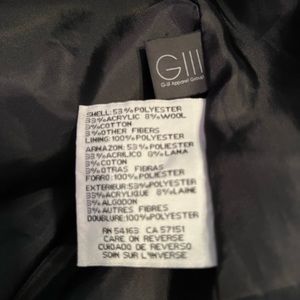 GIII
G-III Apparel Group
SHELL:53%POLYESTER
33%ACRYLIC 8%WOOL
3%COTTON
3%OTHER FIBERS
LINING:100%POLYESTER
ARMAZON:53%POLIESTER
33%ACRILICO 8%LANA
3%COTON
3%OTRAS FIBRAS
FORRO:100%POLIESTER
EXTERIEUR:53%POLYESTER
33%ACRYLIQUE 8%LAINE
3%ALGODON
3%AUTRES FIBRES
DOUBLURE:100%POLYESTER
RN 54163 CA 57151
CARE ON REVERSE
CUIDADO DE REVERSO
SOIN SUR L'INVERSE